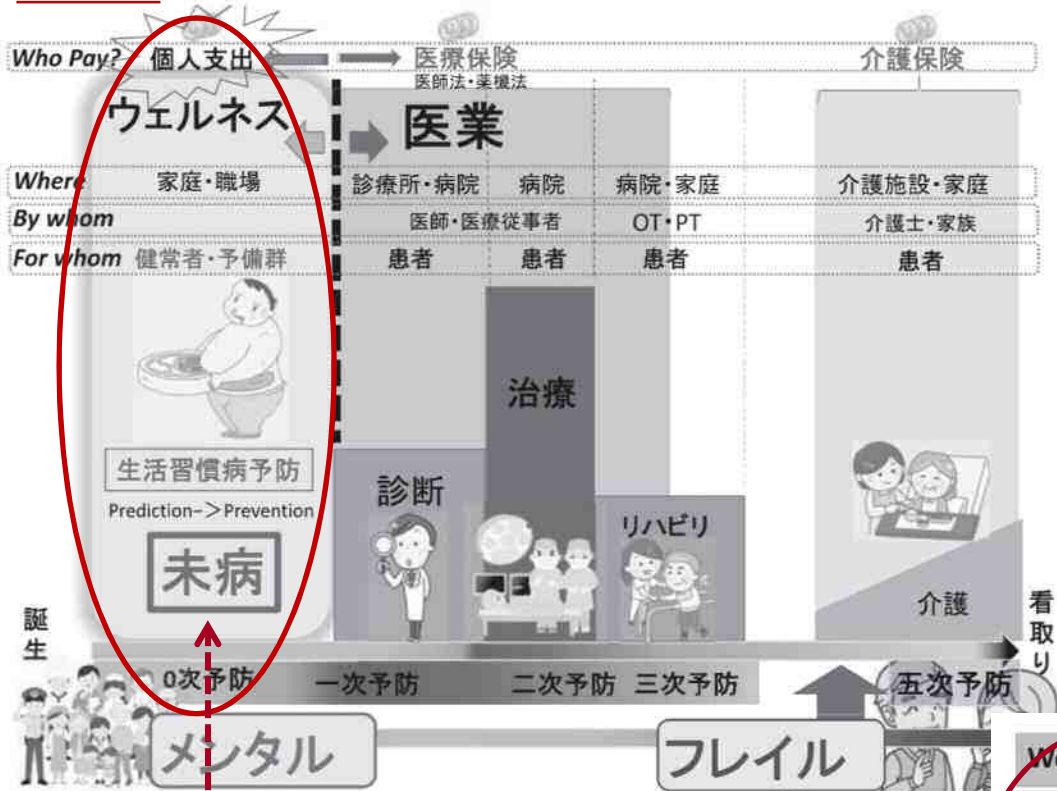 Who Pay? 個人支出 医療保険 介護保険
医師法・薬機法
ウェルネス 医業
Where 家庭・職場 診療所・病院 病院 病院・家庭 介護施設・家庭
By whom 医師・医療従事者 OT・PT 介護士・家族
For whom 健常者・予備群 患者 患者 患者 患者
治療
生活習慣病予防 診断
Prediction->Prevention リハビリ
未病
介護
誕生 看取り
0次予防 一次予防 二次予防 三次予防 五次予防
メンタル フレイル